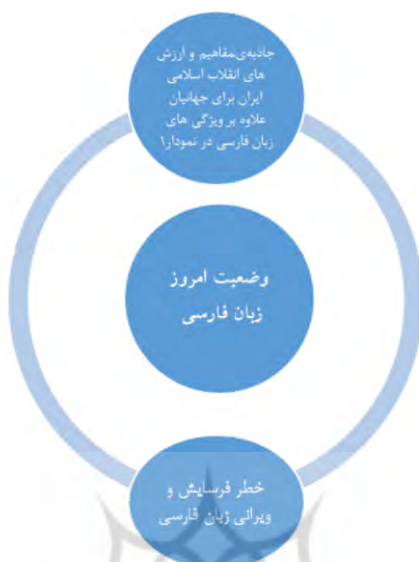 جاذبه‌ی مفاهیم و ارزش
های انقلاب اسلامی
ایران برای جهانیان
علاوه بر ویژگی های
زبان فارسی در نمودار۱
وضعیت امروز
زبان فارسی
خطر فرسایش و
ویرانی زبان فارسی